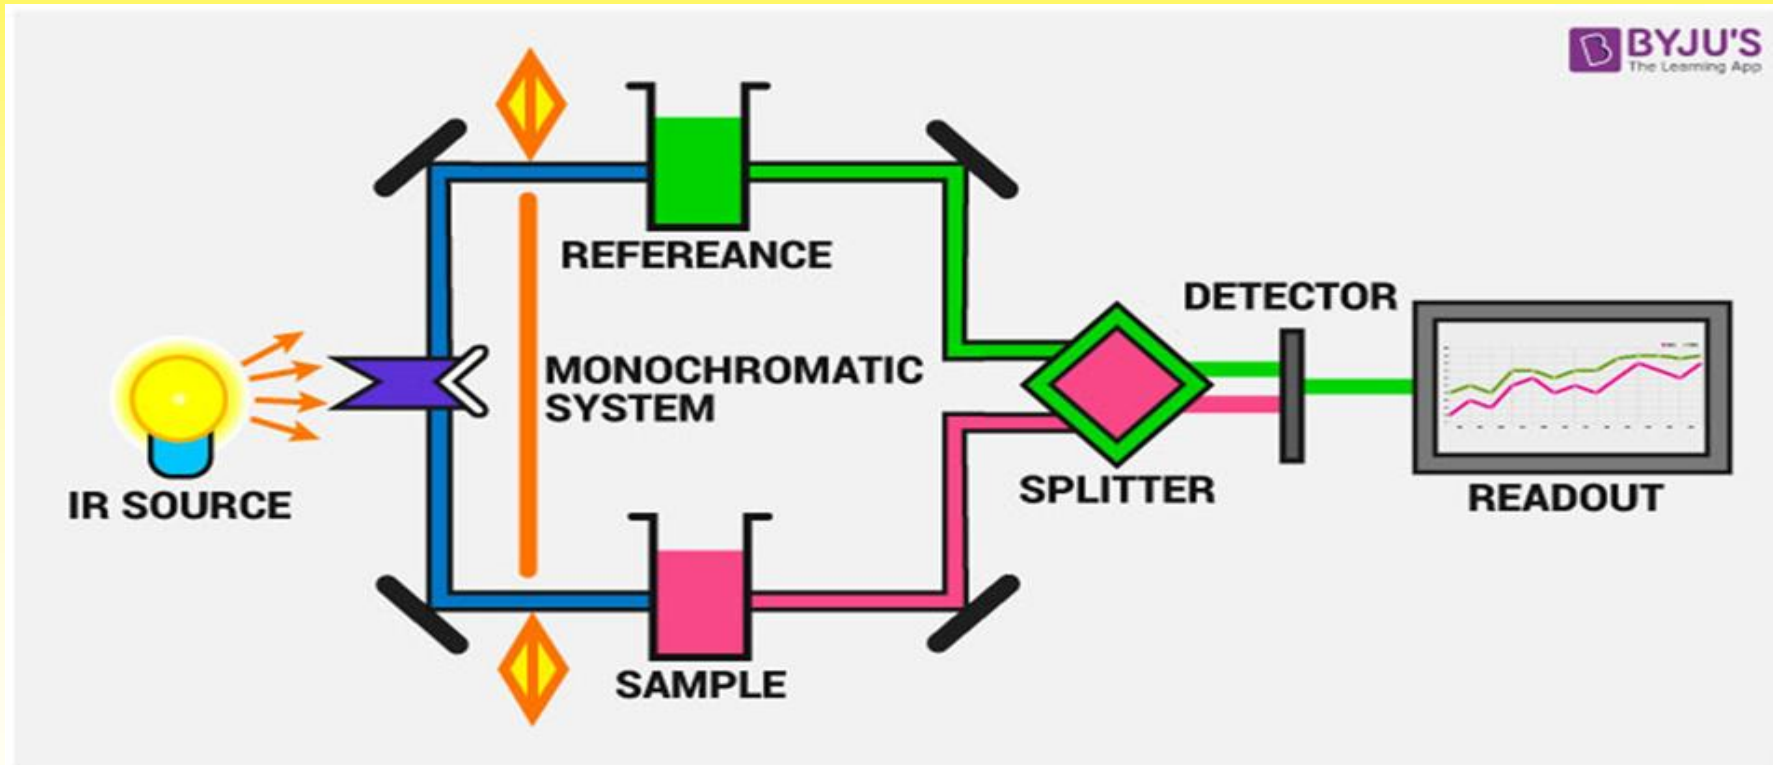 BYJU'S
The Learning App
REFEREANCE
DETECTOR
MONOCHROMATIC
SYSTEM
IR SOURCE
SPLITTER
READOUT
SAMPLE